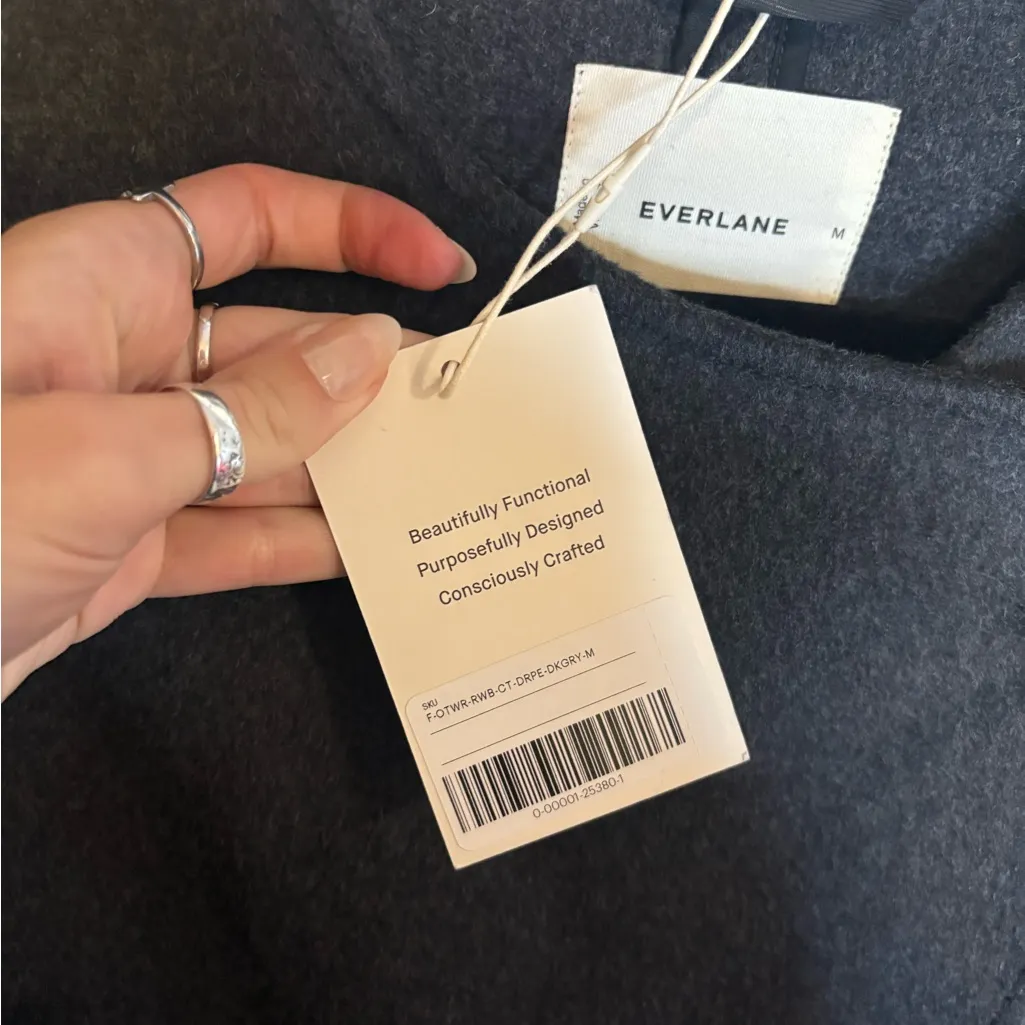 EVERLANE
M
Beautifully Functional
Purposefully Designed
Consciously Crafted
SKU
F-OTWR-RWB-CT-DRPE-DKGRY-M
0-00001-25380-1